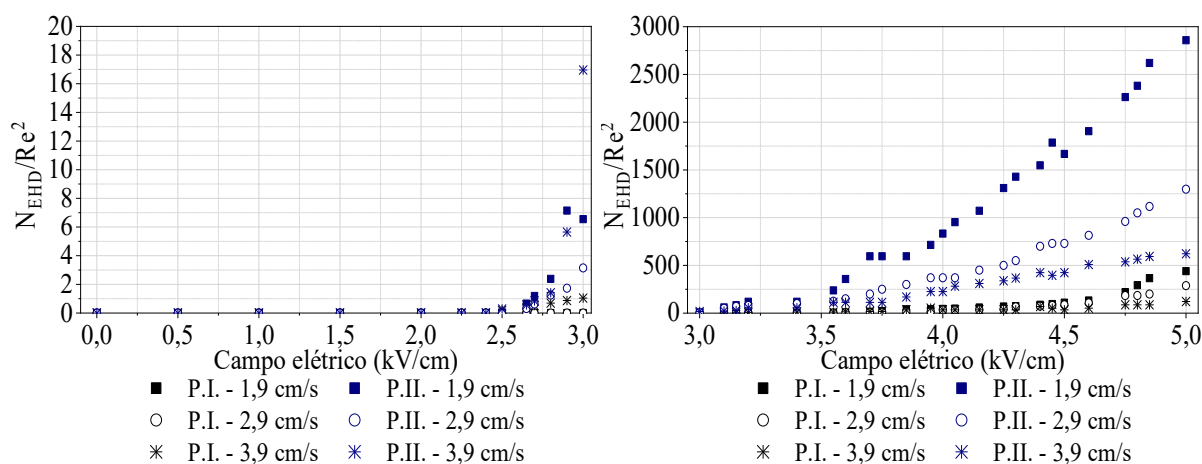 20
18
16
14
12
10
8
6
4
2
0
N_EHD/Re²
0,0 0,5 1,0 1,5 2,0 2,5 3,0
Campo elétrico (kV/cm)
P.I. - 1,9 cm/s P.II. - 1,9 cm/s
P.I. - 2,9 cm/s P.II. - 2,9 cm/s
P.I. - 3,9 cm/s P.II. - 3,9 cm/s
3000
2500
2000
1500
1000
500
0
N_EHD/Re²
3,0 3,5 4,0 4,5 5,0
Campo elétrico (kV/cm)
P.I. - 1,9 cm/s P.II. - 1,9 cm/s
P.I. - 2,9 cm/s P.II. - 2,9 cm/s
P.I. - 3,9 cm/s P.II. - 3,9 cm/s